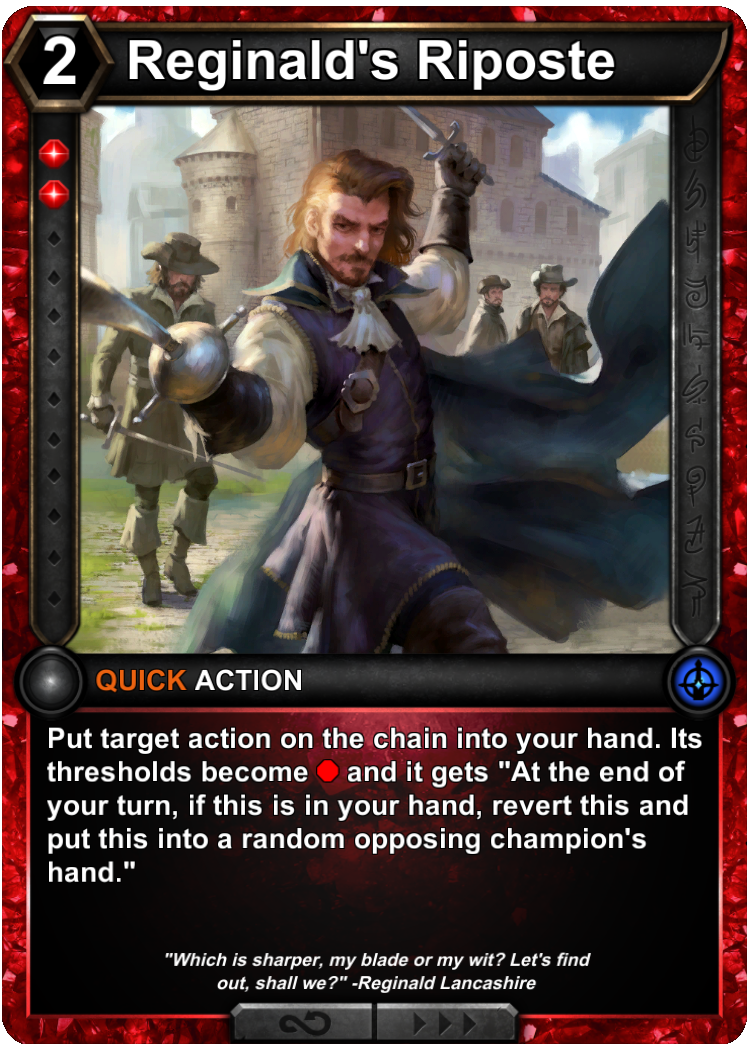 2 Reginald's Riposte
QUICK ACTION
Put target action on the chain into your hand. Its
thresholds become and it gets "At the end of
your turn, if this is in your hand, revert this and
put this into a random opposing champion's
hand."
"Which is sharper, my blade or my wit? Let's find
out, shall we?" -Reginald Lancashire